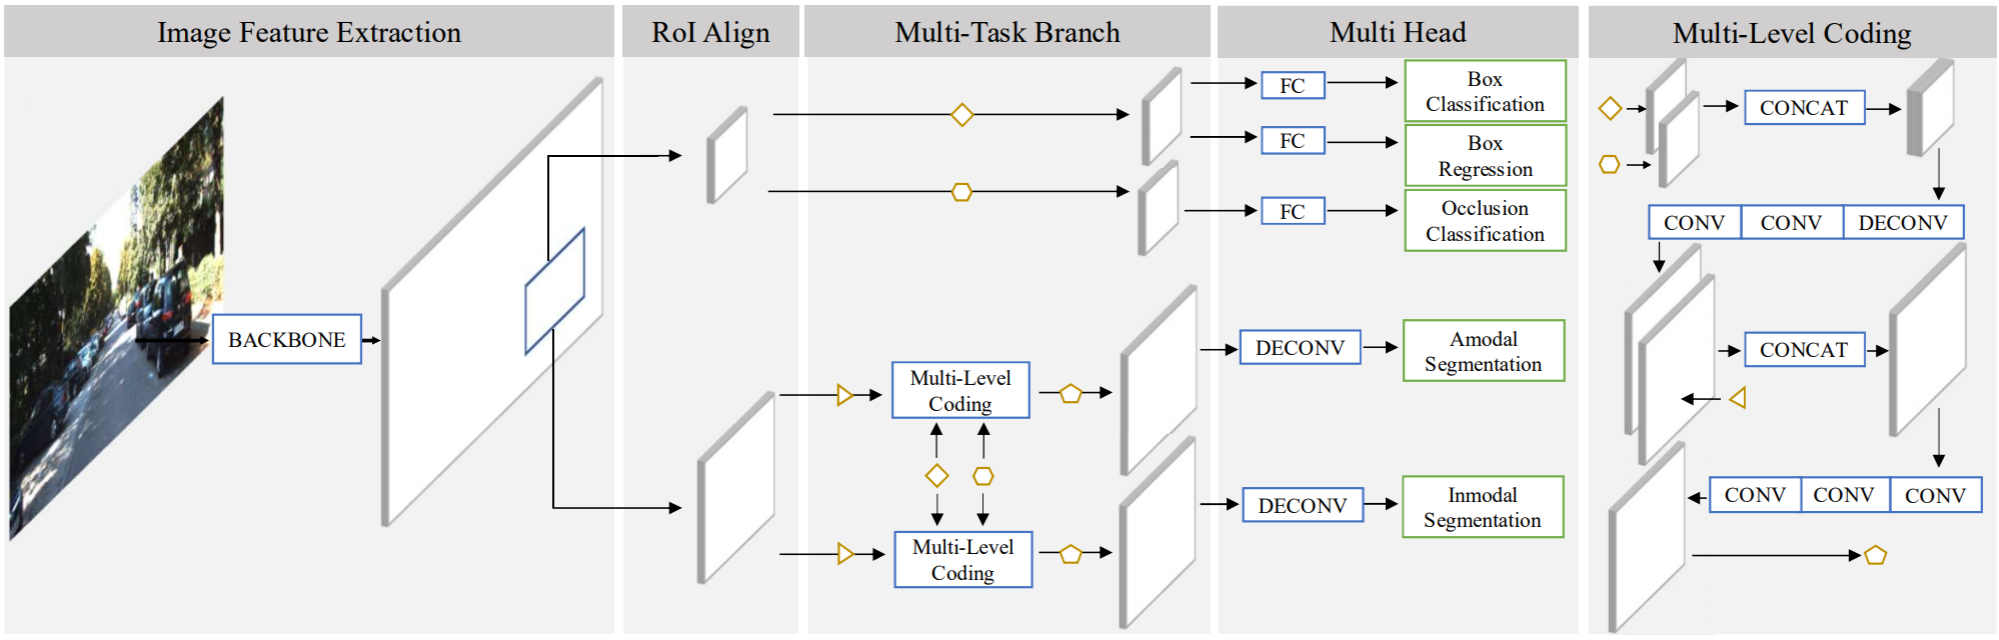 Image Feature Extraction
RoI Align
Multi-Task Branch
Multi Head
Multi-Level Coding
BACKBONE
Multi-Level
Coding
Multi-Level
Coding
FC
Box
Classification
FC
Box
Regression
FC
Occlusion
Classification
DECONV
Amodal
Segmentation
DECONV
Inmodal
Segmentation
CONCAT
CONV CONV DECONV
CONCAT
CONV CONV CONV